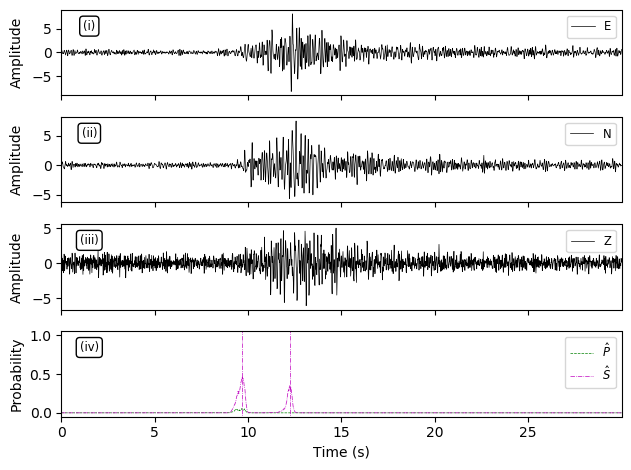 (i)
E
Amplitude
5
0
−5
(ii)
N
Amplitude
5
0
−5
(iii)
Z
Amplitude
5
0
−5
(iv)
P̂
Ŝ
Probability
1.0
0.5
0.0
0 5 10 15 20 25
Time (s)